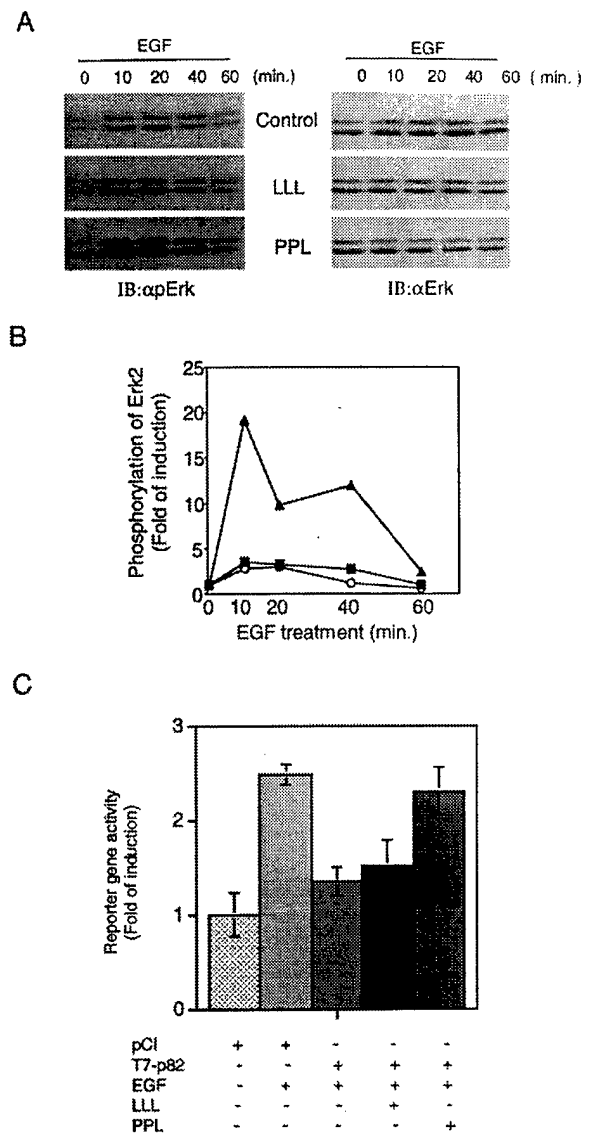 A
EGF
0 10 20 40 60 (min.)
EGF
0 10 20 40 60 (min.)
Control
LLL
PPL
IB:αpErk
IB:αErk
B
Phosphorylation of Erk2
(Fold of induction)
25
20
15
10
5
0
0 10 20 40 60
EGF treatment (min.)
C
Reporter gene activity
(Fold of induction)
3
2
1
0
pCI + + - - -
T7-p82 - - + + +
EGF - + + + +
LLL - - - + -
PPL - - - - +